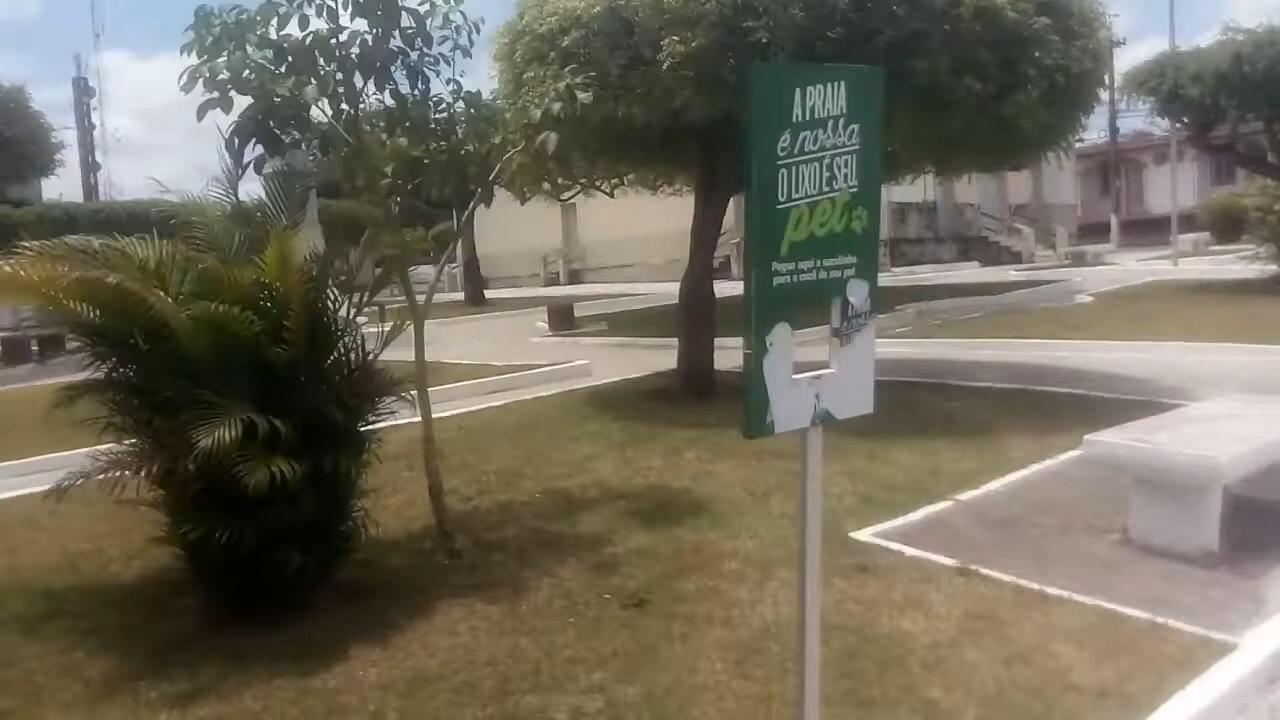 A PRAIA
é nossa
O LIXO É SEU.
pet
Pegue aqui o saquinho
para o cocô do seu pet